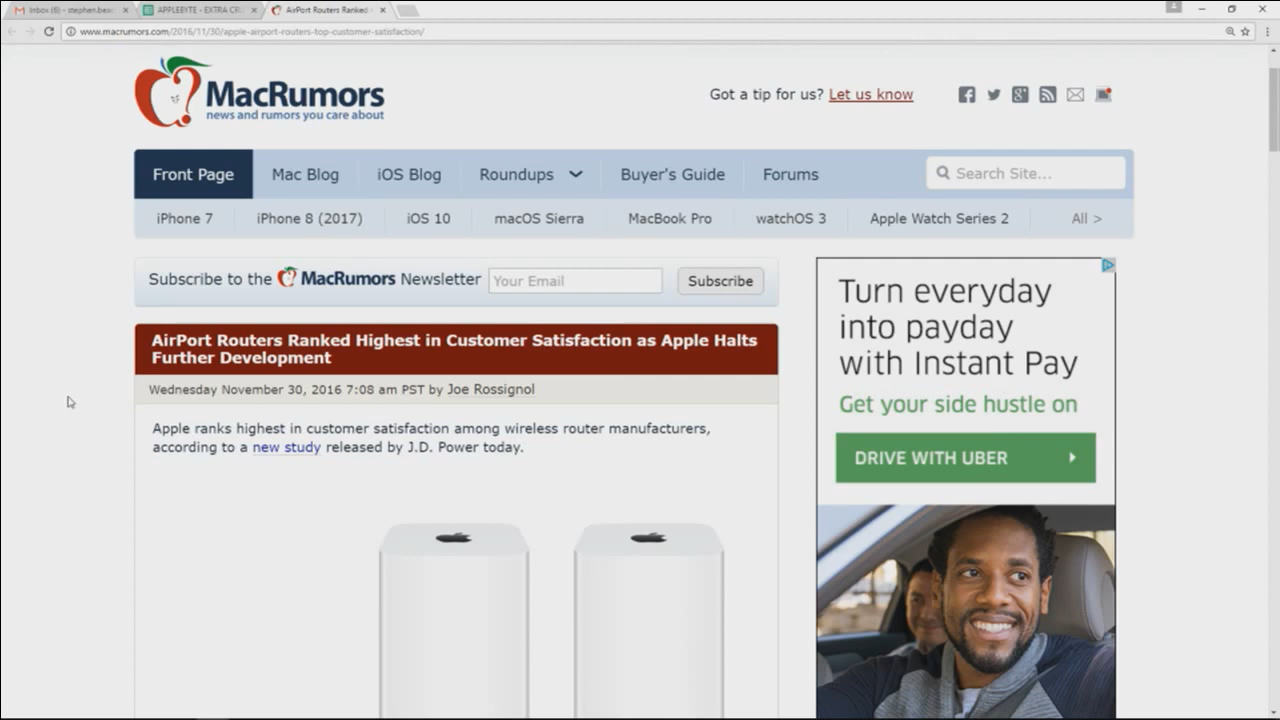 Inbox (6) - stephen.beac
APPLEBYTE - EXTRA CR
AirPort Routers Ranked
www.macrumors.com/2016/11/30/apple-airport-routers-top-customer-satisfaction/
MacRumors
news and rumors you care about
Got a tip for us? Let us know
Front Page Mac Blog iOS Blog Roundups Buyer's Guide Forums Search Site...
iPhone 7 iPhone 8 (2017) iOS 10 macOS Sierra MacBook Pro watchOS 3 Apple Watch Series 2 All >
Subscribe to the MacRumors Newsletter Your Email Subscribe
AirPort Routers Ranked Highest in Customer Satisfaction as Apple Halts
Further Development
Wednesday November 30, 2016 7:08 am PST by Joe Rossignol
Apple ranks highest in customer satisfaction among wireless router manufacturers,
according to a new study released by J.D. Power today.
Turn everyday
into payday
with Instant Pay
Get your side hustle on
DRIVE WITH UBER